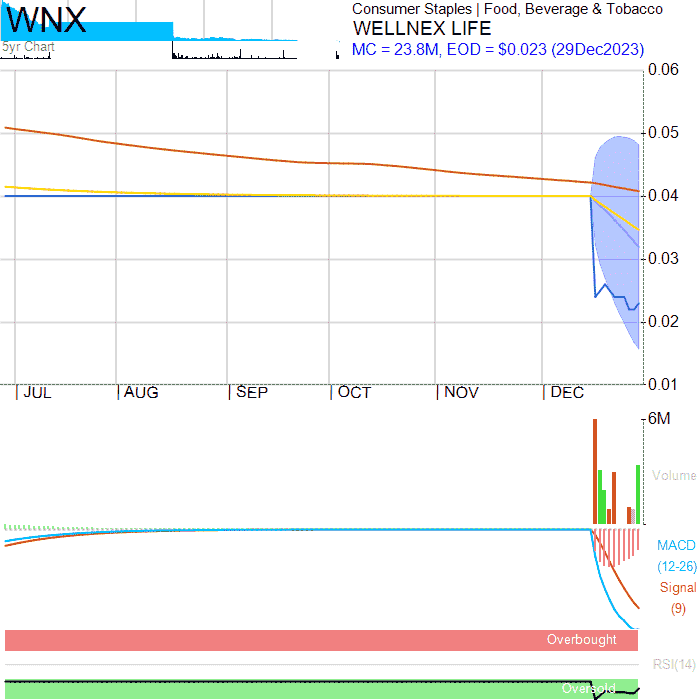 WNX
5yr Chart
Consumer Staples | Food, Beverage & Tobacco
WELLNEX LIFE
MC = 23.8M, EOD = $0.023 (29Dec2023)
0.06
0.05
0.04
0.03
0.02
0.01
JUL AUG SEP OCT NOV DEC
6M
Volume
MACD
(12-26)
Signal
(9)
Overbought
RSI(14)
Oversold